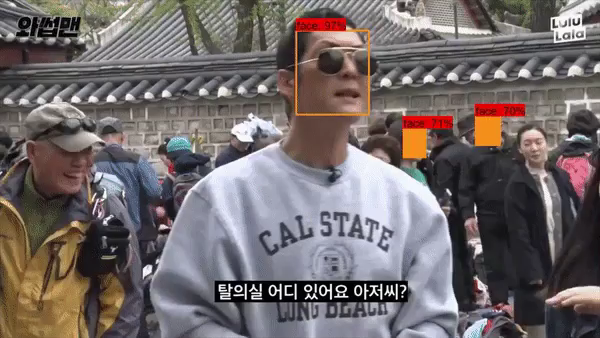 와썹맨
LuLu
LaLa
face: 97%
face: 71%
face: 70%
CAL STATE
탈의실 어디 있어요 아저씨?
LONG BEACH